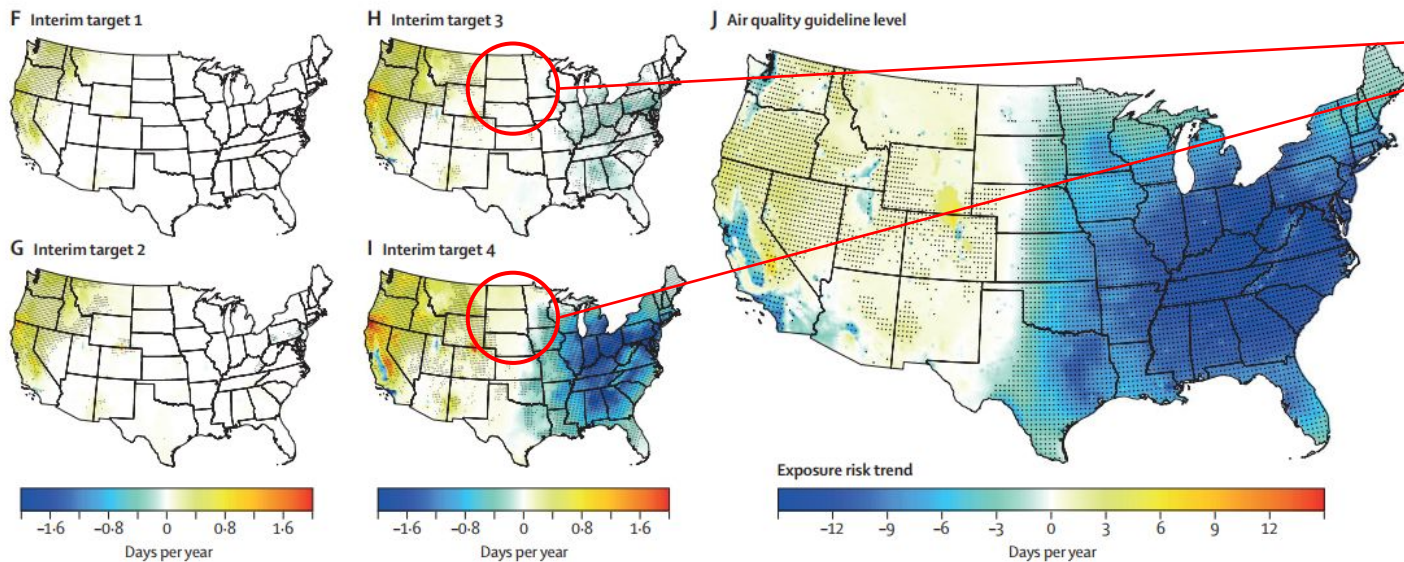 F Interim target 1
H Interim target 3
J Air quality guideline level
G Interim target 2
I Interim target 4
Exposure risk trend
−1·6 −0·8 0 0·8 1·6
Days per year
−1·6 −0·8 0 0·8 1·6
Days per year
−12 −9 −6 −3 0 3 6 9 12
Days per year